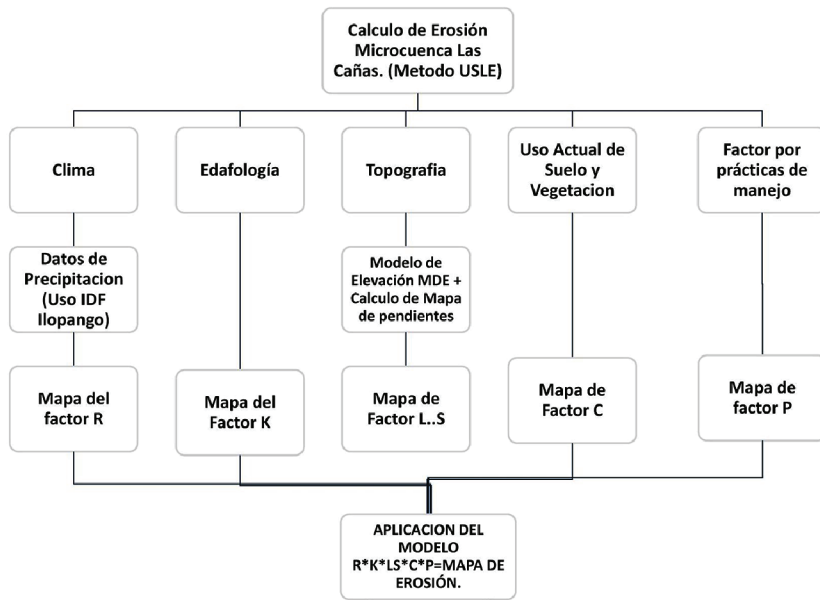 Calculo de Erosión
Microcuenca Las
Cañas. (Metodo USLE)
Clima
Edafología
Topografia
Uso Actual de
Suelo y
Vegetacion
Factor por
prácticas de
manejo
Datos de
Precipitacion
(Uso IDF
Ilopango)
Modelo de
Elevación MDE +
Calculo de Mapa
de pendientes
Mapa del
factor R
Mapa del
Factor K
Mapa de
Factor L..S
Mapa de
Factor C
Mapa de
factor P
APLICACION DEL
MODELO
R*K*LS*C*P=MAPA DE
EROSIÓN.